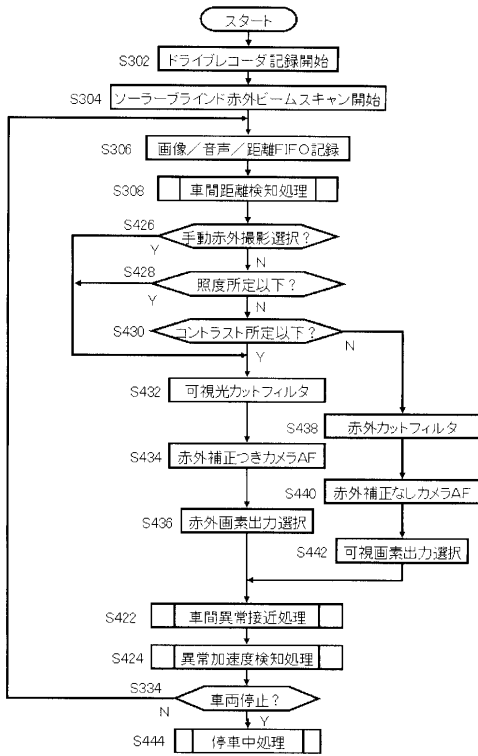 スタート
S302 ドライブレコーダ記録開始
S304 ソーラーブラインド赤外ビームスキャン開始
S306 画像／音声／距離FIFO記録
S308 車間距離検知処理
S426 手動赤外撮影選択？
Y
N
S428 照度所定以下？
Y
N
S430 コントラスト所定以下？
Y
N
S432 可視光カットフィルタ
S438 赤外カットフィルタ
S434 赤外補正つきカメラAF
S440 赤外補正なしカメラAF
S436 赤外画素出力選択
S442 可視画素出力選択
S422 車間異常接近処理
S424 異常加速度検知処理
S334 車両停止？
N
Y
S444 停車中処理